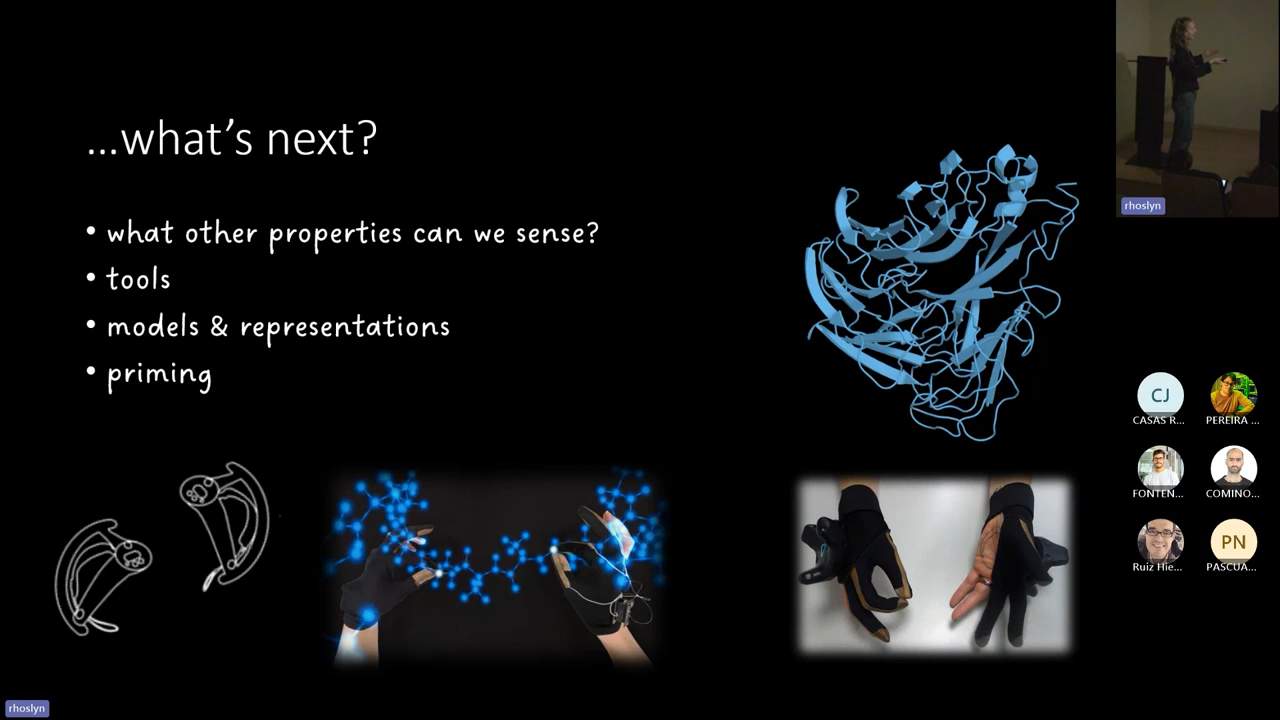 ...what's next?
• what other properties can we sense?
• tools
• models & representations
• priming
rhoslyn
CJ
CASAS R...
PEREIRA ...
FONTEN...
COMINO...
Ruiz Hie...
PN
PASCUA...
rhoslyn